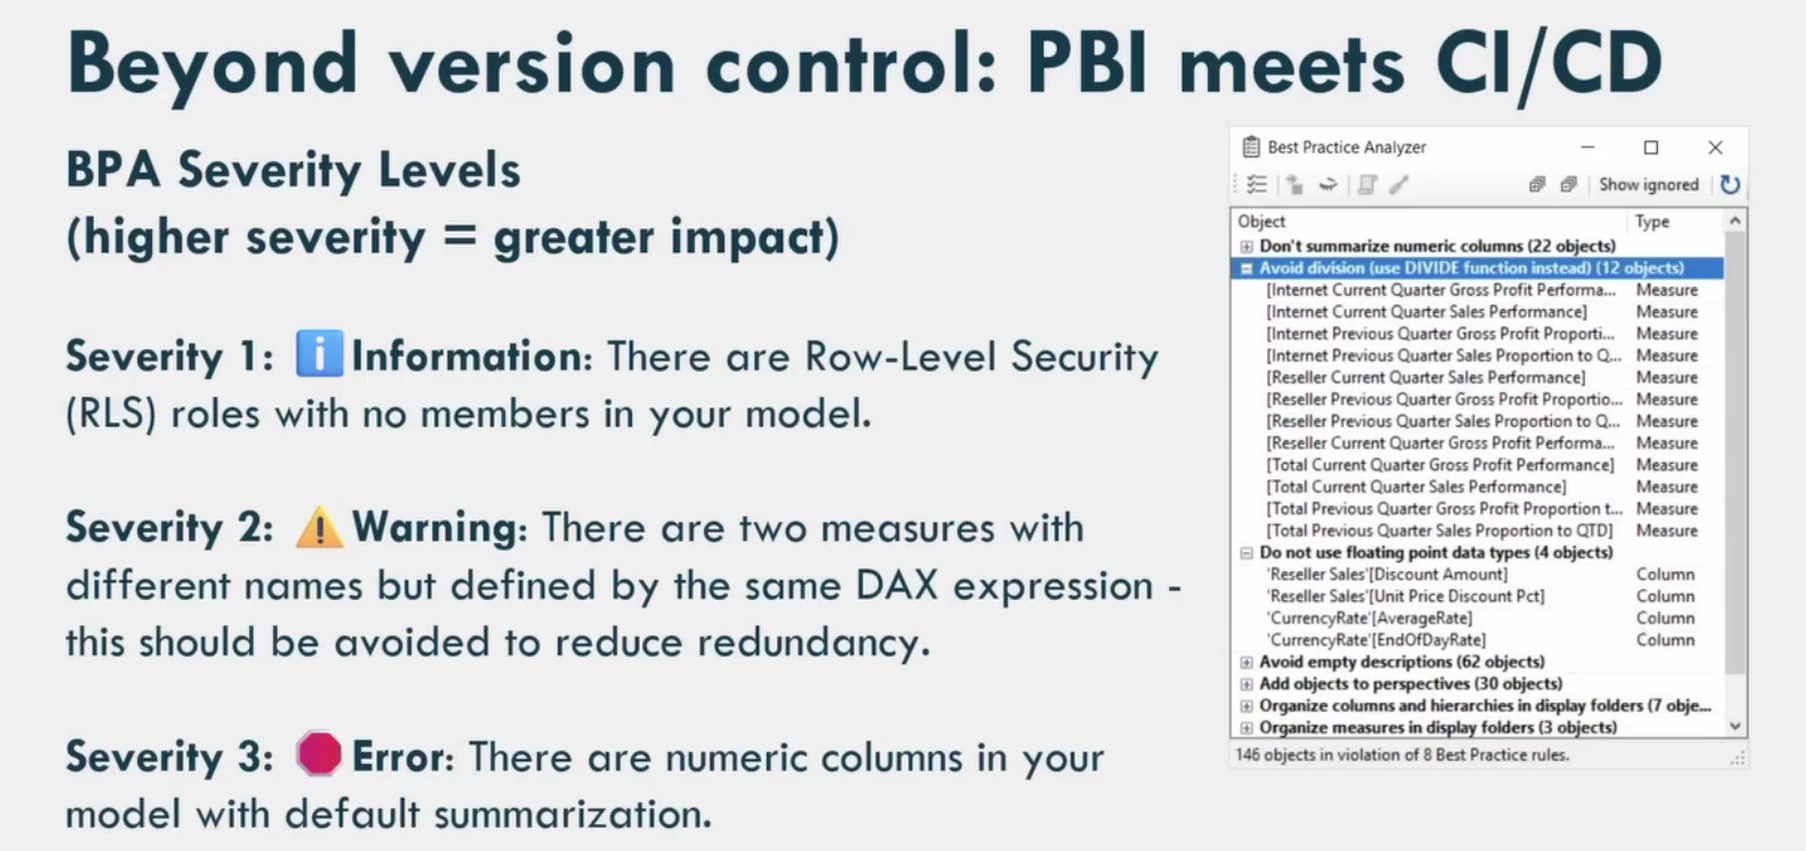 Beyond version control: PBI meets CI/CD
BPA Severity Levels
(higher severity = greater impact)
Severity 1: Information: There are Row-Level Security
(RLS) roles with no members in your model.
Severity 2: Warning: There are two measures with
different names but defined by the same DAX expression -
this should be avoided to reduce redundancy.
Severity 3: Error: There are numeric columns in your
model with default summarization.
Best Practice Analyzer
Show ignored
Object Type
Don't summarize numeric columns (22 objects)
Avoid division (use DIVIDE function instead) (12 objects)
[Internet Current Quarter Gross Profit Performa... Measure
[Internet Current Quarter Sales Performance] Measure
[Internet Previous Quarter Gross Profit Proporti... Measure
[Internet Previous Quarter Sales Proportion to Q... Measure
[Reseller Current Quarter Sales Performance] Measure
[Reseller Previous Quarter Gross Profit Proportio... Measure
[Reseller Previous Quarter Sales Proportion to Q... Measure
[Reseller Current Quarter Gross Profit Performa... Measure
[Total Current Quarter Gross Profit Performance] Measure
[Total Current Quarter Sales Performance] Measure
[Total Previous Quarter Gross Profit Proportion t... Measure
[Total Previous Quarter Sales Proportion to QTD] Measure
Do not use floating point data types (4 objects)
'Reseller Sales'[Discount Amount] Column
'Reseller Sales'[Unit Price Discount Pct] Column
'CurrencyRate'[AverageRate] Column
'CurrencyRate'[EndOfDayRate] Column
Avoid empty descriptions (62 objects)
Add objects to perspectives (30 objects)
Organize columns and hierarchies in display folders (7 obje...
Organize measures in display folders (3 objects)
146 objects in violation of 8 Best Practice rules.